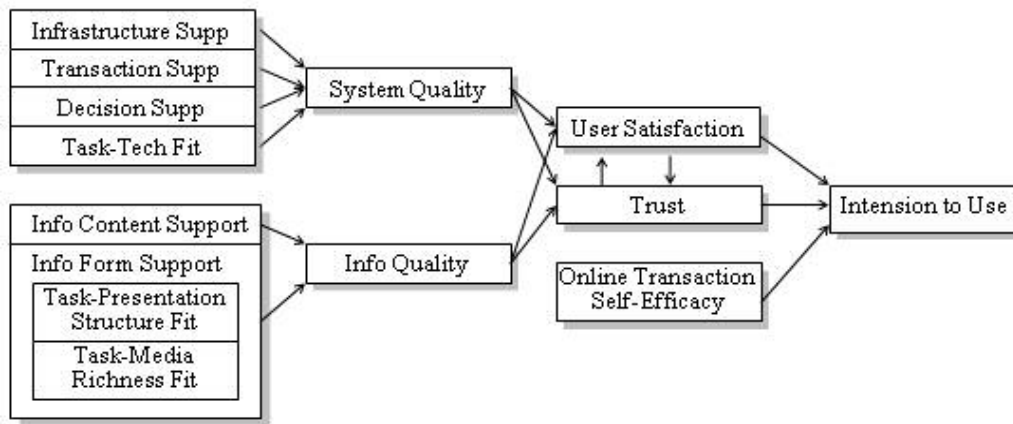 Infrastructure Supp
Transaction Supp
Decision Supp
Task-Tech Fit
System Quality
User Satisfaction
Trust
Intension to Use
Info Content Support
Info Form Support
Task-Presentation
Structure Fit
Task-Media
Richness Fit
Info Quality
Online Transaction
Self-Efficacy